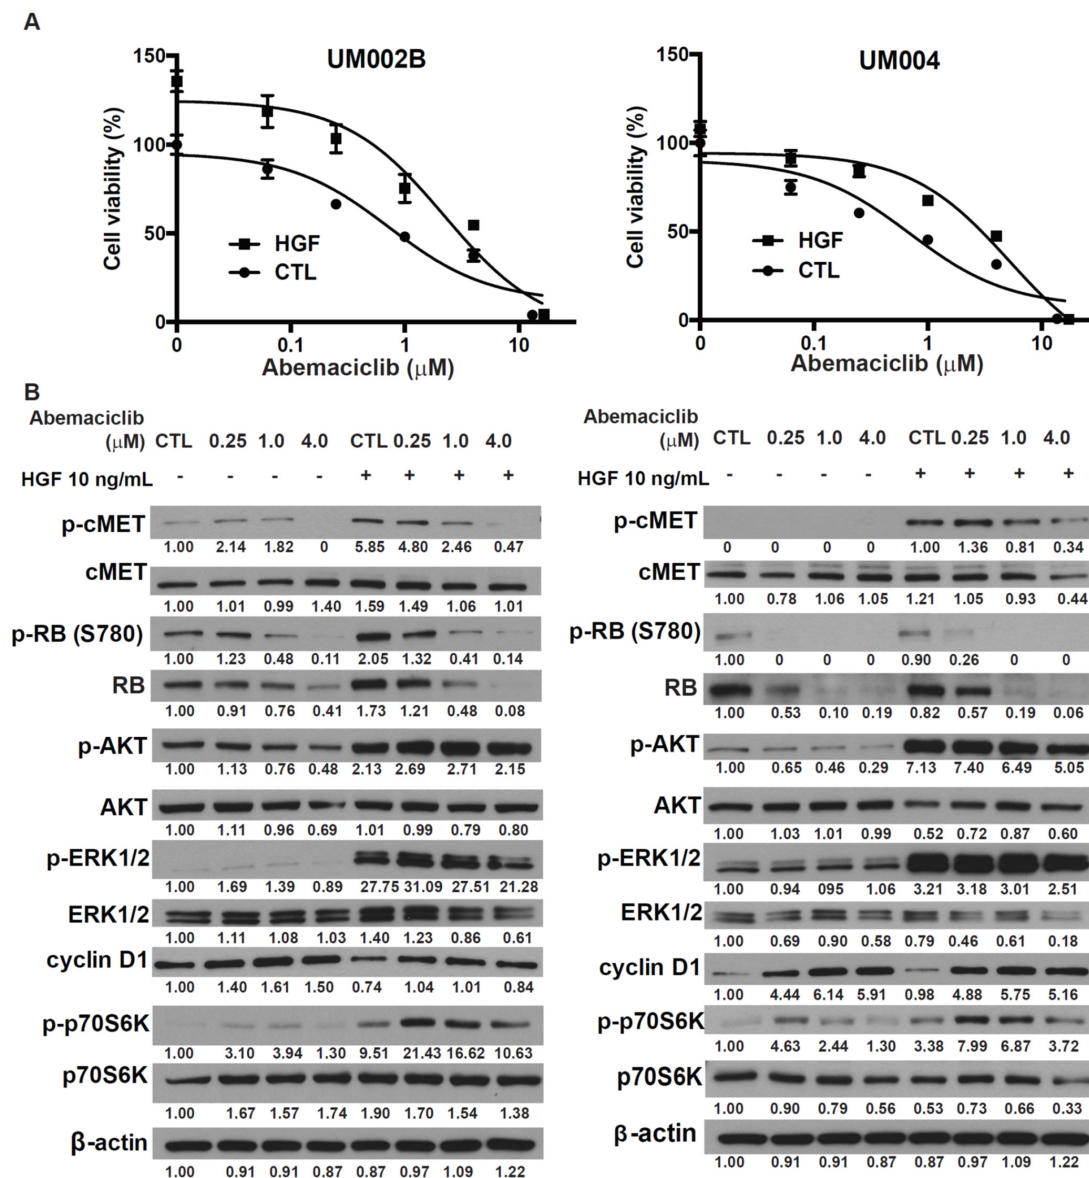 A
UM002B
150
100
50
0
Cell viability (%)
HGF
CTL
0 0.1 1 10
Abemaciclib (μM)
UM004
150
100
50
0
Cell viability (%)
HGF
CTL
0 0.1 1 10
Abemaciclib (μM)
B
Abemaciclib
(μM) CTL 0.25 1.0 4.0 CTL 0.25 1.0 4.0
HGF 10 ng/mL - - - - + + + +
p-cMET
1.00 2.14 1.82 0 5.85 4.80 2.46 0.47
cMET
1.00 1.01 0.99 1.40 1.59 1.49 1.06 1.01
p-RB (S780)
1.00 1.23 0.48 0.11 2.05 1.32 0.41 0.14
RB
1.00 0.91 0.76 0.41 1.73 1.21 0.48 0.08
p-AKT
1.00 1.13 0.76 0.48 2.13 2.69 2.71 2.15
AKT
1.00 1.11 0.96 0.69 1.01 0.99 0.79 0.80
p-ERK1/2
1.00 1.69 1.39 0.89 27.75 31.09 27.51 21.28
ERK1/2
1.00 1.11 1.08 1.03 1.40 1.23 0.86 0.61
cyclin D1
1.00 1.40 1.61 1.50 0.74 1.04 1.01 0.84
p-p70S6K
1.00 3.10 3.94 1.30 9.51 21.43 16.62 10.63
p70S6K
1.00 1.67 1.57 1.74 1.90 1.70 1.54 1.38
β-actin
1.00 0.91 0.91 0.87 0.87 0.97 1.09 1.22
Abemaciclib
(μM) CTL 0.25 1.0 4.0 CTL 0.25 1.0 4.0
HGF 10 ng/mL - - - - + + + +
p-cMET
0 0 0 0 1.00 1.36 0.81 0.34
cMET
1.00 0.78 1.06 1.05 1.21 1.05 0.93 0.44
p-RB (S780)
1.00 0 0 0 0.90 0.26 0 0
RB
1.00 0.53 0.10 0.19 0.82 0.57 0.19 0.06
p-AKT
1.00 0.65 0.46 0.29 7.13 7.40 6.49 5.05
AKT
1.00 1.03 1.01 0.99 0.52 0.72 0.87 0.60
p-ERK1/2
1.00 0.94 095 1.06 3.21 3.18 3.01 2.51
ERK1/2
1.00 0.69 0.90 0.58 0.79 0.46 0.61 0.18
cyclin D1
1.00 4.44 6.14 5.91 0.98 4.88 5.75 5.16
p-p70S6K
1.00 4.63 2.44 1.30 3.38 7.99 6.87 3.72
p70S6K
1.00 0.90 0.79 0.56 0.53 0.73 0.66 0.33
β-actin
1.00 0.91 0.91 0.87 0.87 0.97 1.09 1.22